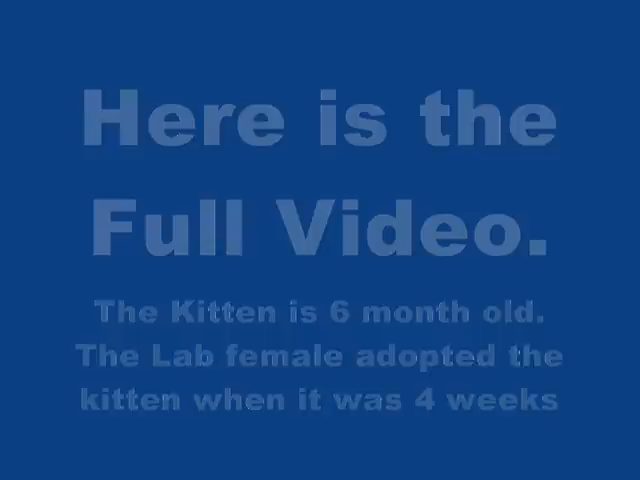 Here is the
Full Video.
The Kitten is 6 month old.
The Lab female adopted the
kitten when it was 4 weeks